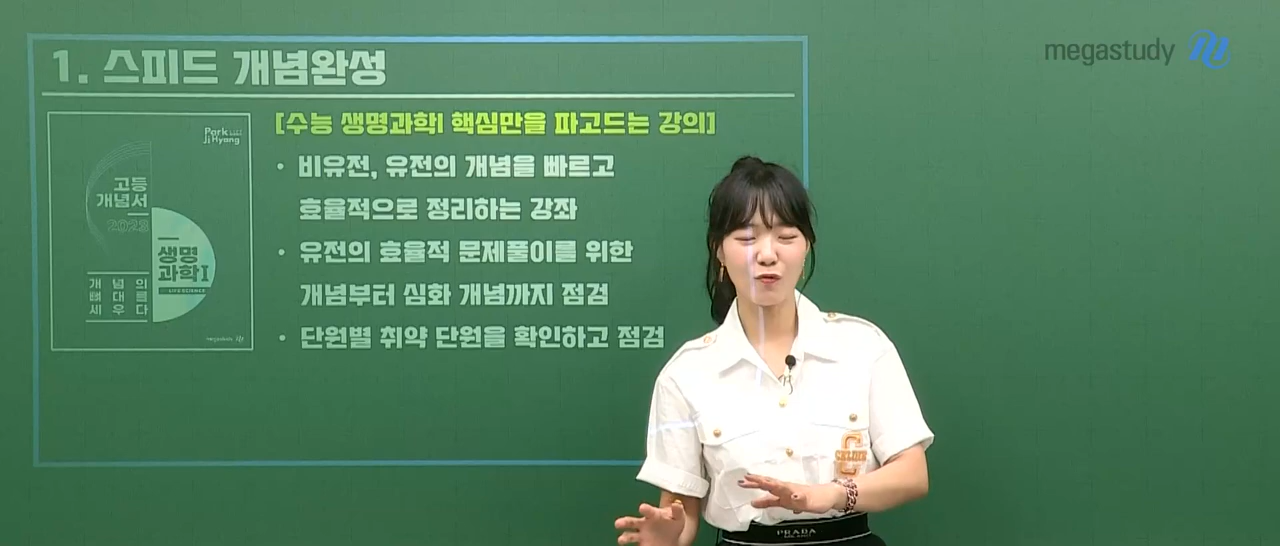 megastudy
1. 스피드 개념완성
[수능 생명과학I 핵심만을 파고드는 강의]
Park
Ji Hyang
고등
개념서
2023
생명
과학I
LIFE SCIENCE
개념의
뼈대를
세우다
megastudy
• 비유전, 유전의 개념을 빠르고
효율적으로 정리하는 강좌
• 유전의 효율적 문제풀이를 위한
개념부터 심화 개념까지 점검
• 단원별 취약 단원을 확인하고 점검
CELINE
PRADA